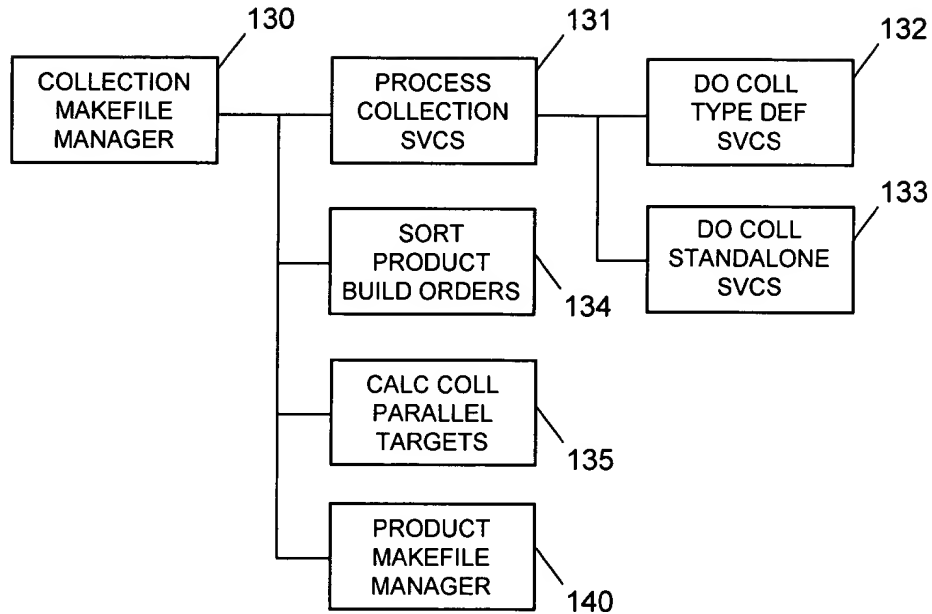 130
COLLECTION
MAKEFILE
MANAGER
131
PROCESS
COLLECTION
SVCS
132
DO COLL
TYPE DEF
SVCS
133
DO COLL
STANDALONE
SVCS
SORT
PRODUCT
BUILD ORDERS
134
CALC COLL
PARALLEL
TARGETS
135
PRODUCT
MAKEFILE
MANAGER
140